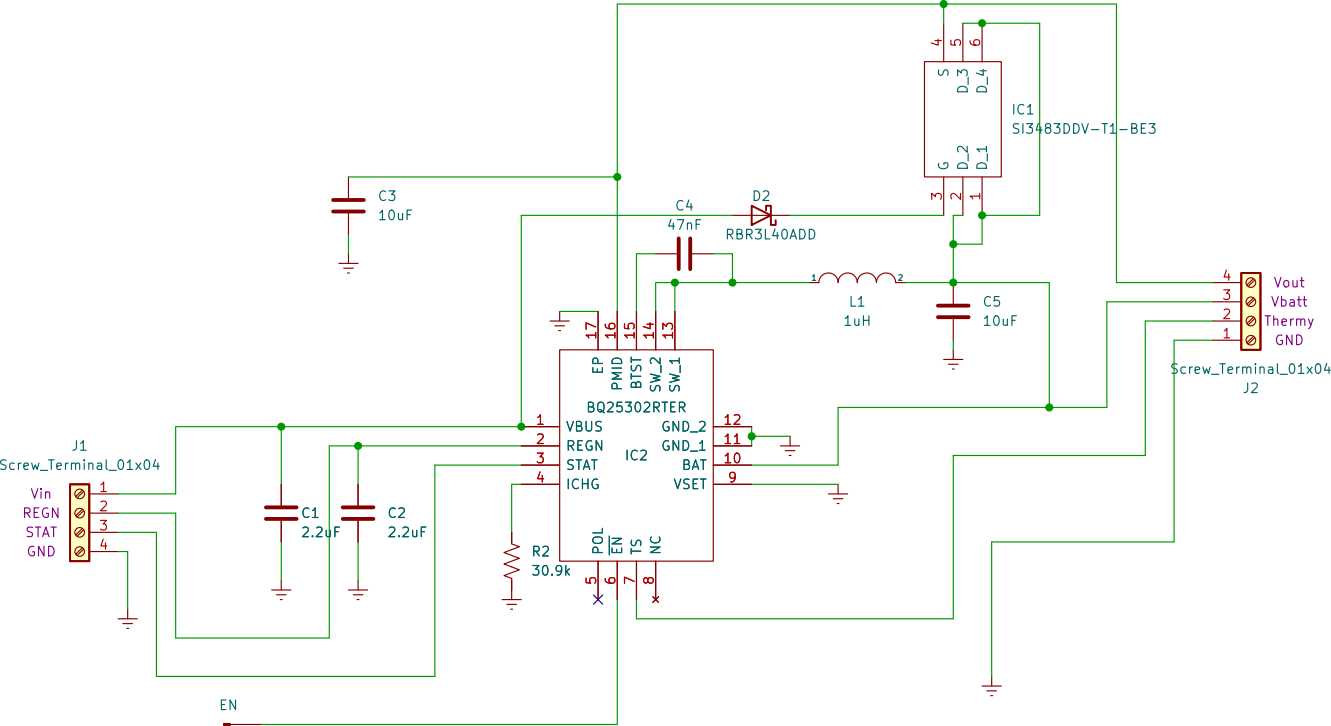 4
5
6
S
D_3
D_4
IC1
SI3483DDV-T1-BE3
G
D_2
D_1
3
2
1
C3
10uF
D2
RBR3L40ADD
C4
47nF
1
2
L1
1uH
C5
10uF
4
Vout
3
Vbatt
2
Thermy
1
GND
Screw_Terminal_01x04
J2
17
16
15
14
13
EP
PMID
BTST
SW_2
SW_1
BQ25302RTER
1
VBUS
GND_2
12
2
REGN
GND_1
11
IC2
3
STAT
BAT
10
4
ICHG
VSET
9
J1
Screw_Terminal_01x04
Vin
1
REGN
2
STAT
3
GND
4
C1
2.2uF
C2
2.2uF
R2
30.9k
POL
EN
TS
NC
5
6
7
8
EN